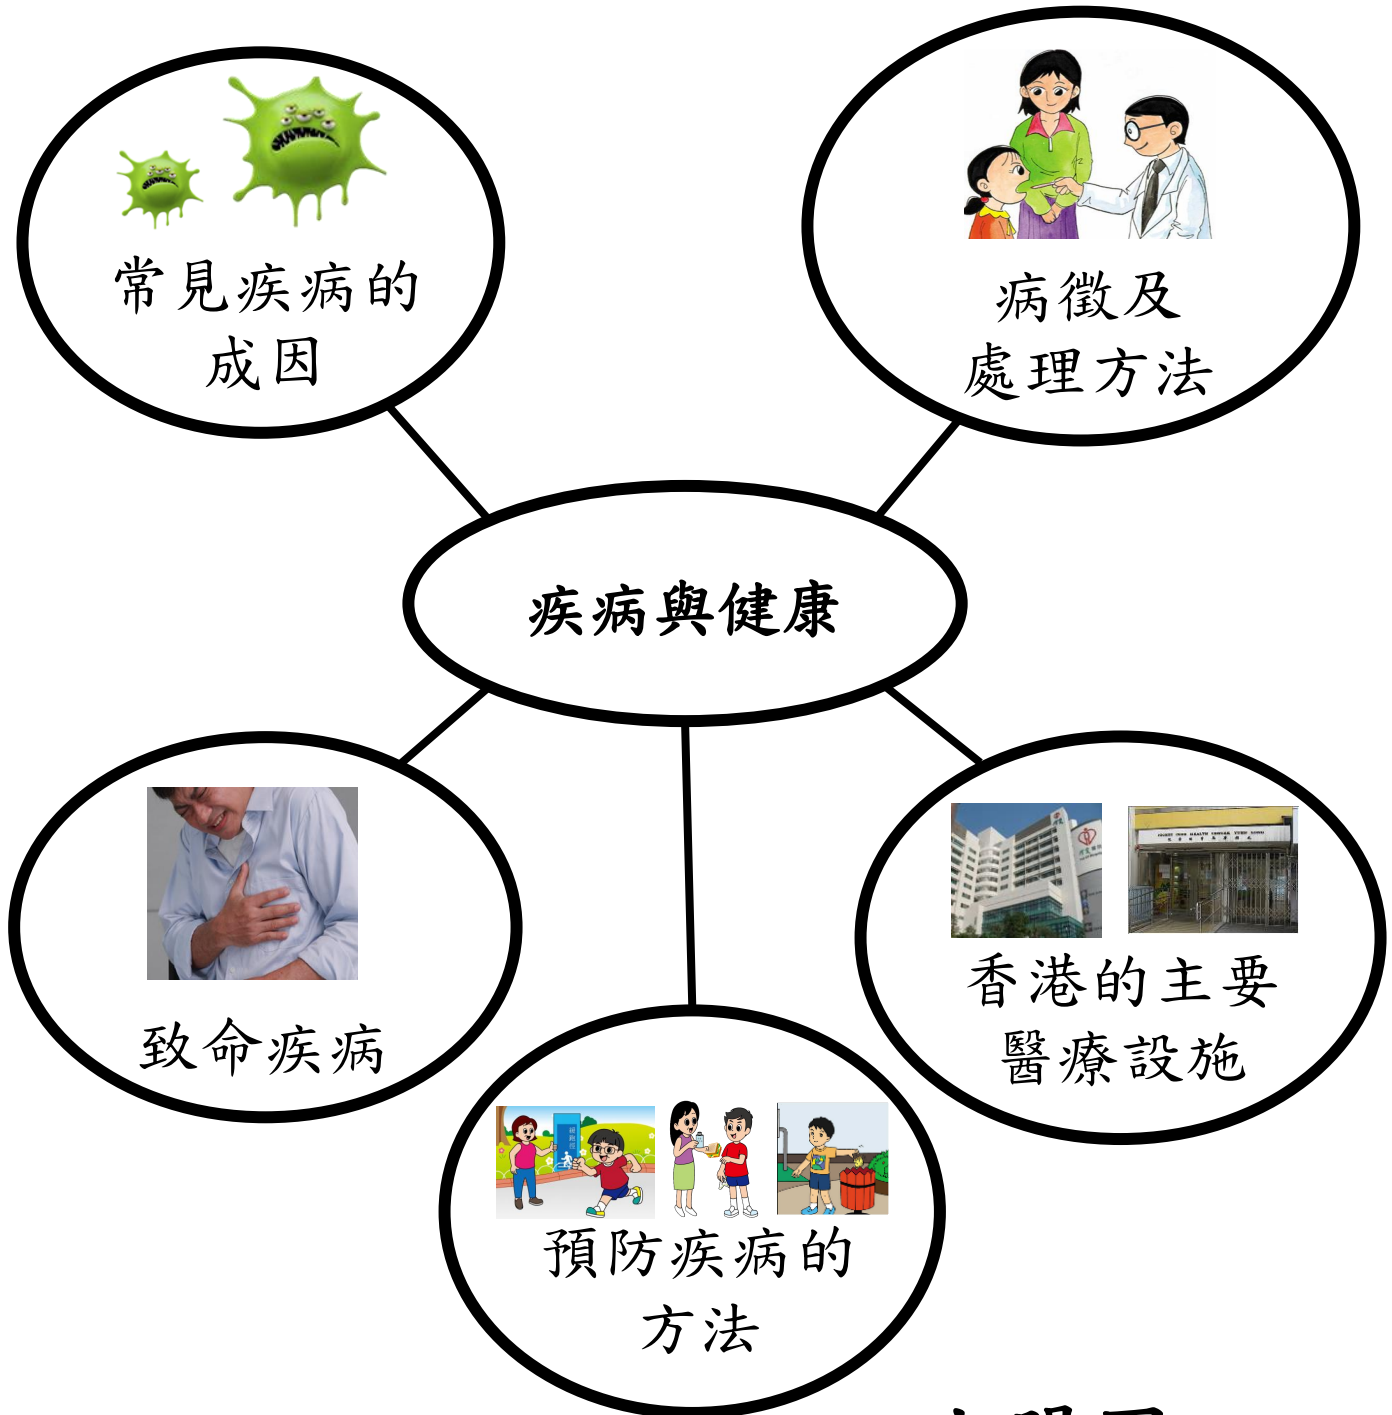 常見疾病的
成因
病徵及
處理方法
疾病與健康
致命疾病
香港的主要
醫療設施
預防疾病的
方法